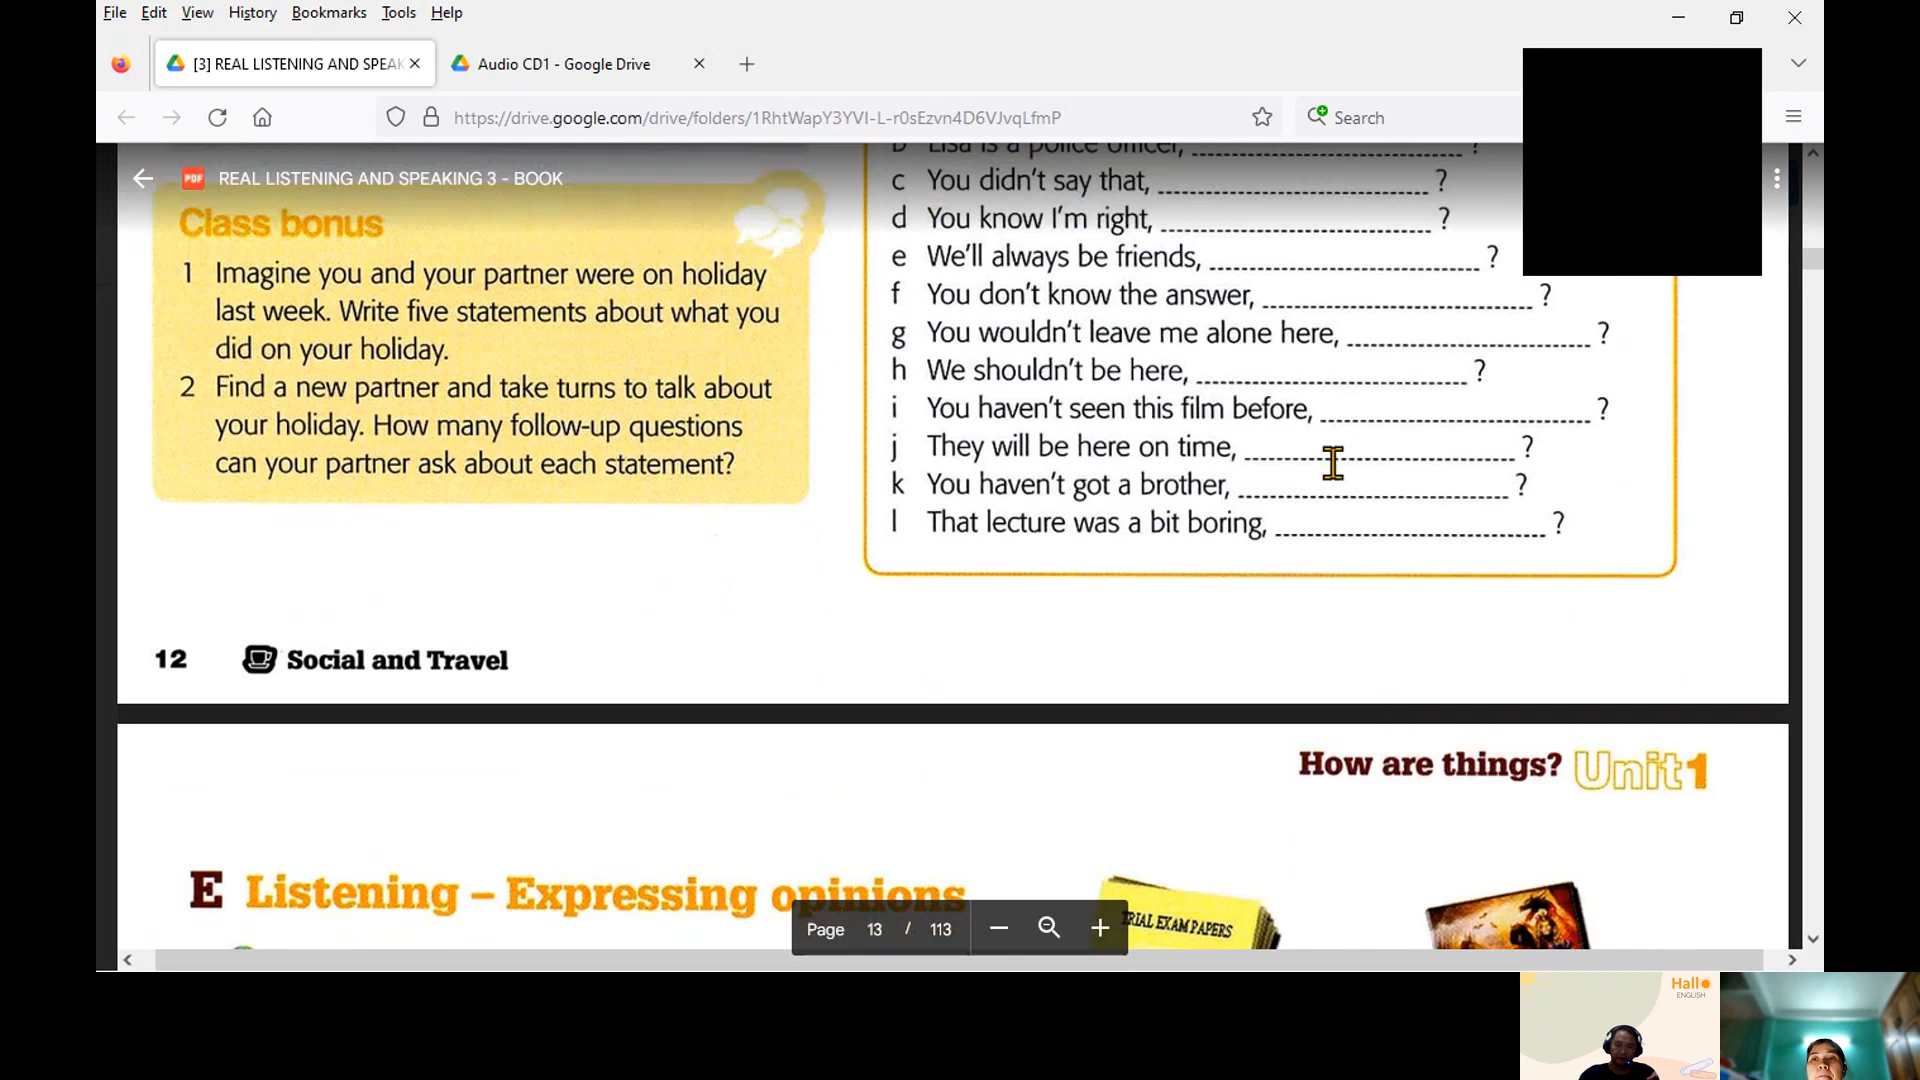 File Edit View History Bookmarks Tools Help
[3] REAL LISTENING AND SPEAK
Audio CD1 - Google Drive
https://drive.google.com/drive/folders/1RhtWapY3YVI-L-r0sEzvn4D6VJvqLfmP
Search
PDF REAL LISTENING AND SPEAKING 3 - BOOK
Class bonus
1 Imagine you and your partner were on holiday
last week. Write five statements about what you
did on your holiday.
2 Find a new partner and take turns to talk about
your holiday. How many follow-up questions
can your partner ask about each statement?
b Lisa is a police officer, ?
c You didn't say that, ?
d You know I'm right, ?
e We'll always be friends, ?
f You don't know the answer, ?
g You wouldn't leave me alone here, ?
h We shouldn't be here, ?
i You haven't seen this film before, ?
j They will be here on time, ?
k You haven't got a brother, ?
l That lecture was a bit boring, ?
12 Social and Travel
How are things? Unit 1
E Listening – Expressing opinions
TRIAL EXAM PAPERS
Page 13 / 113
Hallo
ENGLISH